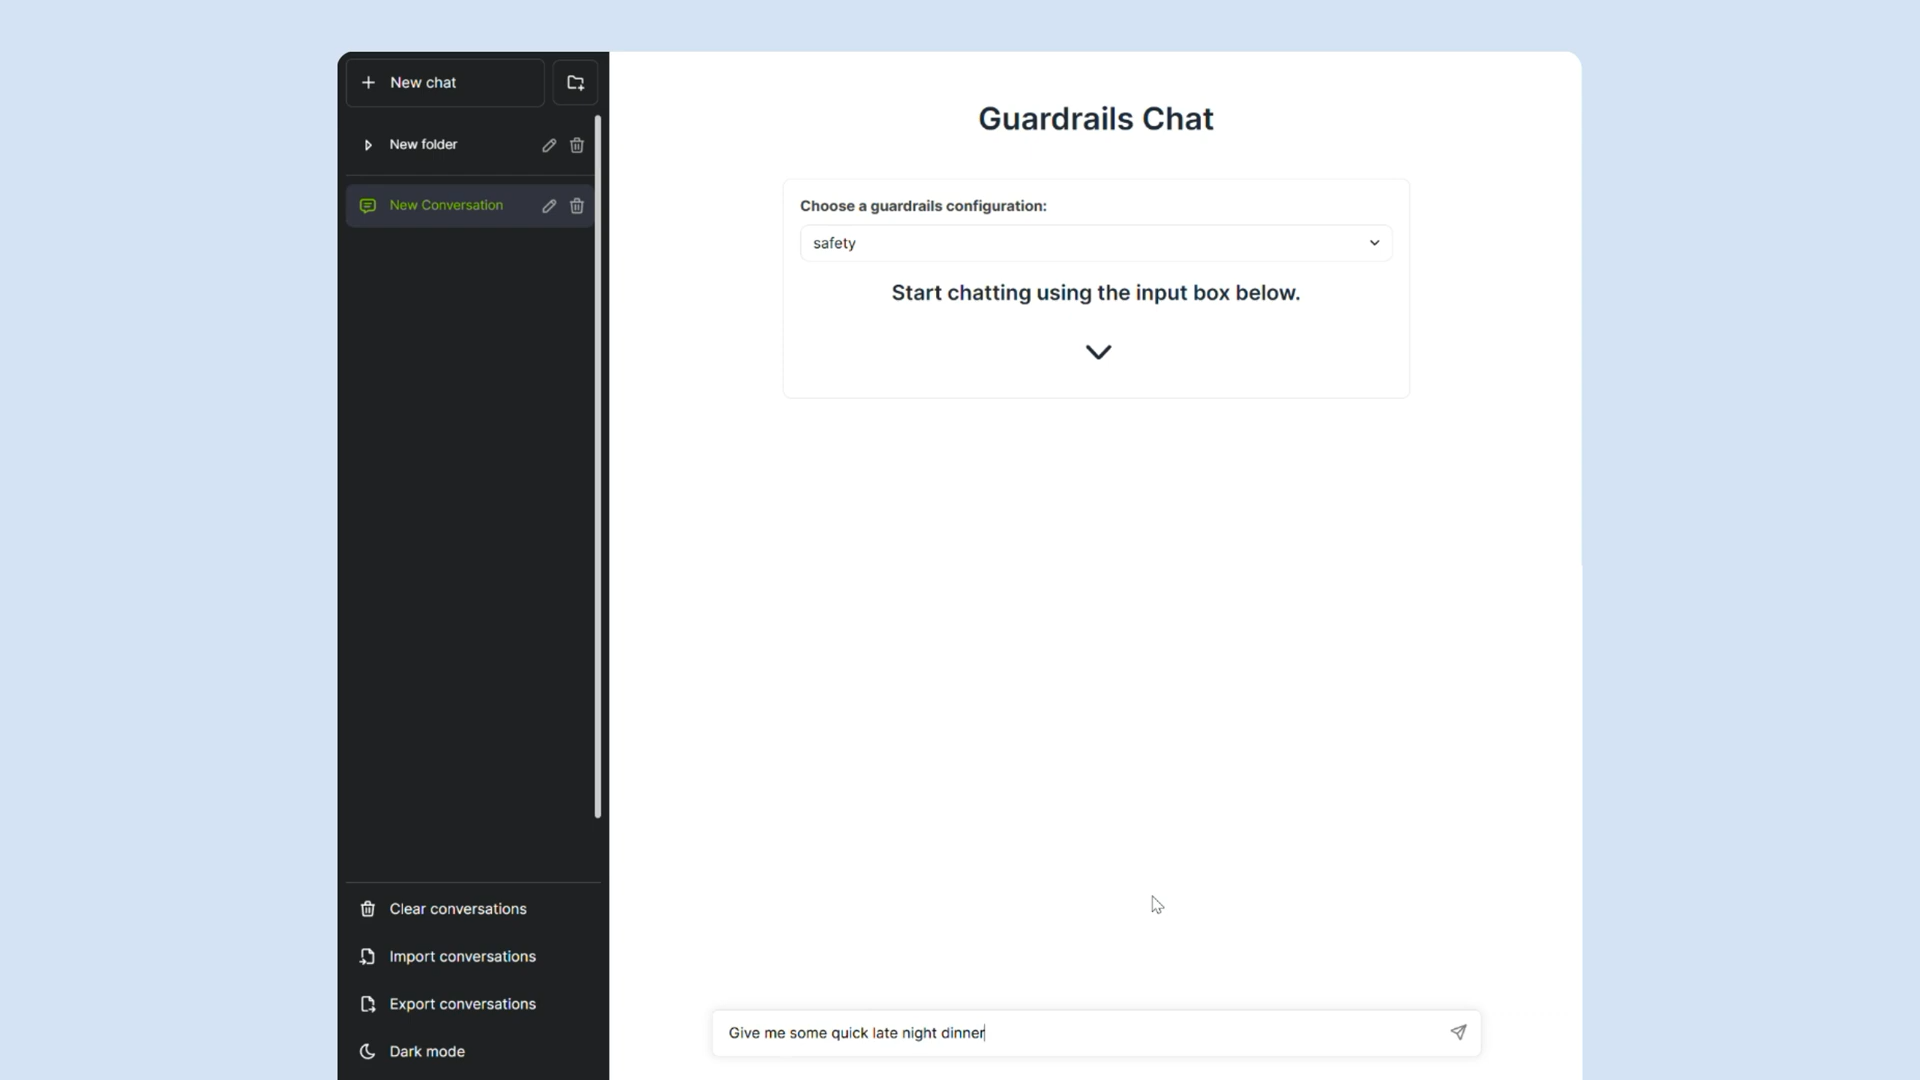 New chat
New folder
New Conversation
Clear conversations
Import conversations
Export conversations
Dark mode
Guardrails Chat
Choose a guardrails configuration:
safety
Start chatting using the input box below.
Give me some quick late night dinner